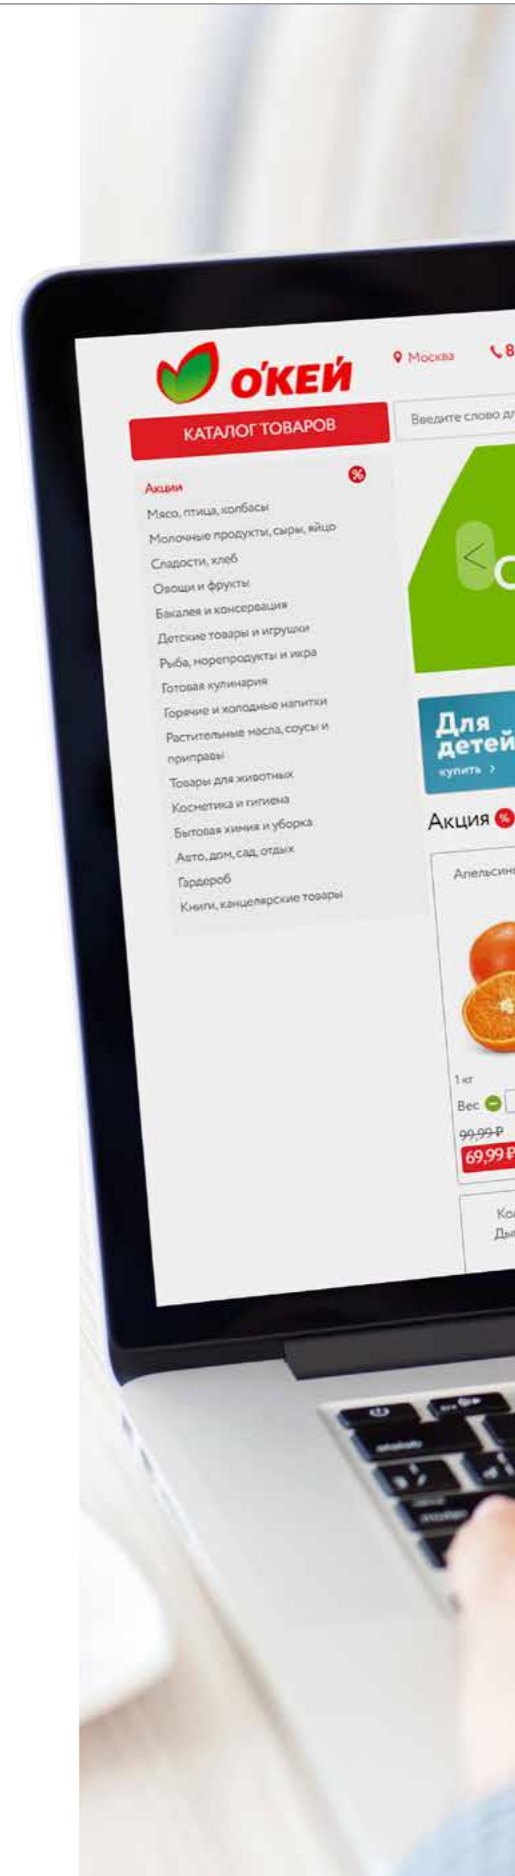 О'КЕЙ
Москва
8
КАТАЛОГ ТОВАРОВ
Введите слово
Акции %
Мясо, птица, колбасы
Молочные продукты, сыры, яйцо
Сладости, хлеб
Овощи и фрукты
Бакалея и консервация
Детские товары и игрушки
Рыба, морепродукты и икра
Готовая кулинария
Горячие и холодные напитки
Растительные масла, соусы и
приправы
Товары для животных
Косметика и гигиена
Бытовая химия и уборка
Авто, дом, сад, отдых
Гардероб
Книги, канцелярские товары
Для
детей
купить >
Акция %
1 кг
Вес
99,99 ₽
69,99 ₽